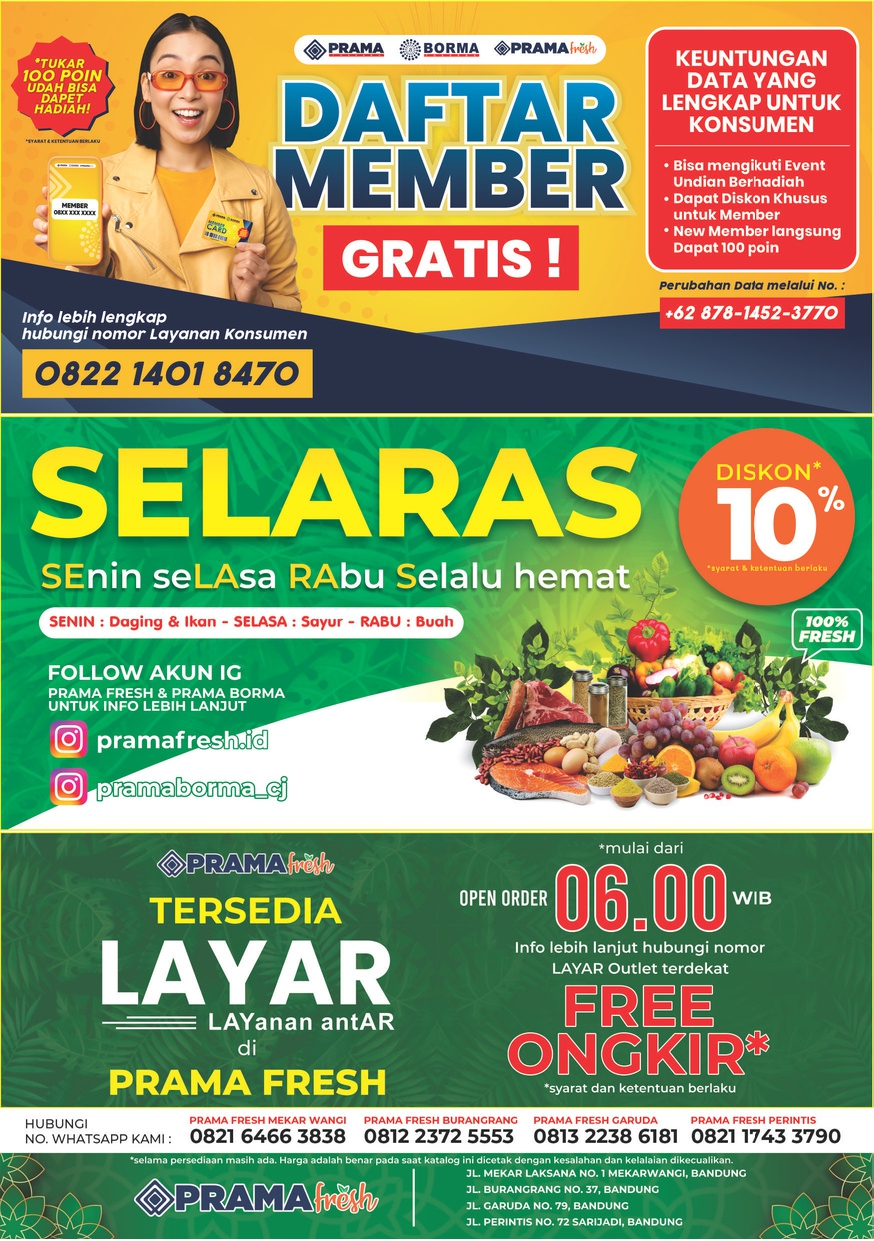 *TUKAR
100 POIN
UDAH BISA
DAPET
HADIAH!
*SYARAT & KETENTUAN BERLAKU
PRAMA BORMA PRAMA fresh
DAFTAR
MEMBER
GRATIS !
MEMBER
08XX XXX XXXX
MEMBER
CARD
KEUNTUNGAN
DATA YANG
LENGKAP UNTUK
KONSUMEN
• Bisa mengikuti Event
Undian Berhadiah
• Dapat Diskon Khusus
untuk Member
• New Member langsung
Dapat 100 poin
Perubahan Data melalui No. :
+62 878-1452-3770
Info lebih lengkap
hubungi nomor Layanan Konsumen
0822 1401 8470
SELARAS
SEnin seLAsa RAbu Selalu hemat
SENIN : Daging & Ikan - SELASA : Sayur - RABU : Buah
DISKON*
10%
*syarat & ketentuan berlaku
100%
FRESH
FOLLOW AKUN IG
PRAMA FRESH & PRAMA BORMA
UNTUK INFO LEBIH LANJUT
pramafresh.id
pramaborma_cj
PRAMA fresh
TERSEDIA
LAYAR
LAYanan antAR
di
PRAMA FRESH
*mulai dari
OPEN ORDER 06.00 WIB
Info lebih lanjut hubungi nomor
LAYAR Outlet terdekat
FREE
ONGKIR*
*syarat dan ketentuan berlaku
HUBUNGI
NO. WHATSAPP KAMI :
PRAMA FRESH MEKAR WANGI
0821 6466 3838
PRAMA FRESH BURANGRANG
0812 2372 5553
PRAMA FRESH GARUDA
0813 2238 6181
PRAMA FRESH PERINTIS
0821 1743 3790
*selama persediaan masih ada. Harga adalah benar pada saat katalog ini dicetak dengan kesalahan dan kelalaian dikecualikan.
PRAMA fresh
JL. MEKAR LAKSANA NO. 1 MEKARWANGI, BANDUNG
JL. BURANGRANG NO. 37, BANDUNG
JL. GARUDA NO. 79, BANDUNG
JL. PERINTIS NO. 72 SARIJADI, BANDUNG